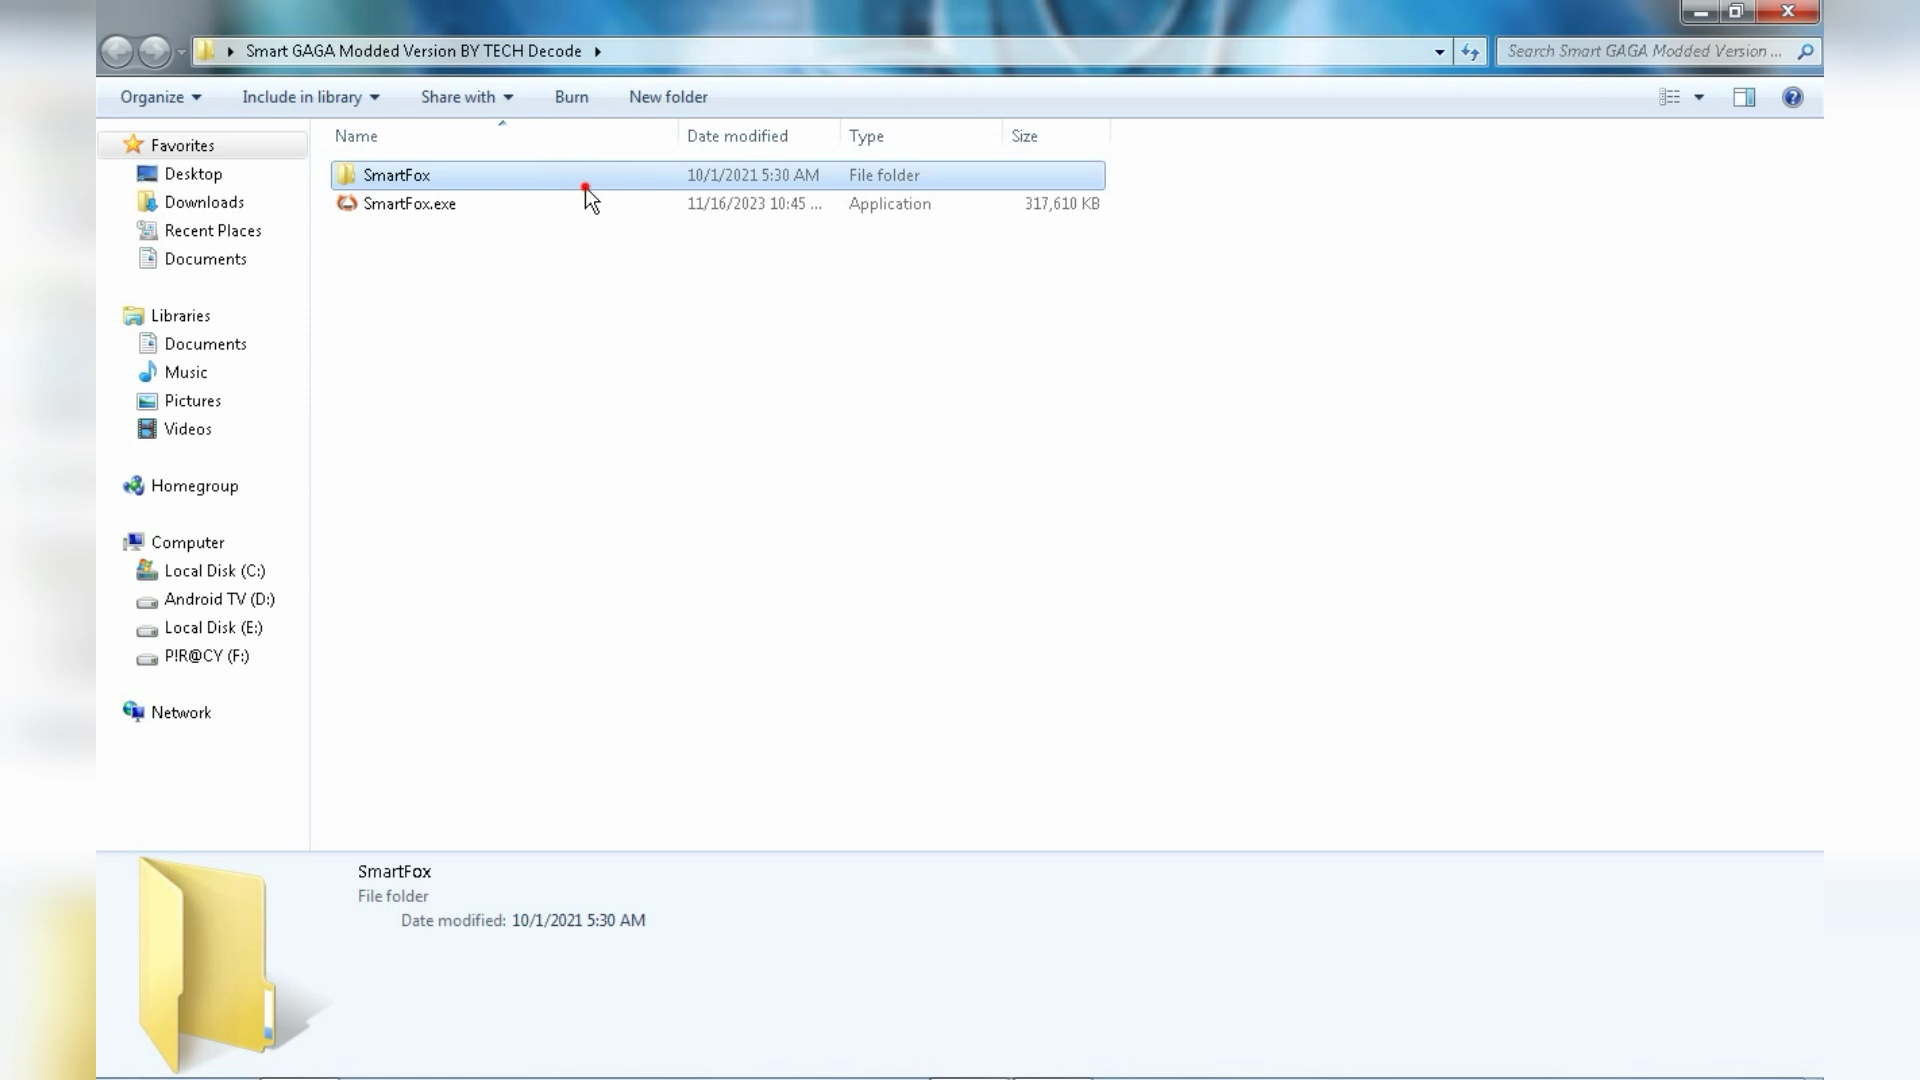 Smart GAGA Modded Version BY TECH Decode
Search Smart GAGA Modded Version ...
Organize Include in library Share with Burn New folder
Name Date modified Type Size
SmartFox 10/1/2021 5:30 AM File folder
SmartFox.exe 11/16/2023 10:45 ... Application 317,610 KB
Favorites
Desktop
Downloads
Recent Places
Documents
Libraries
Documents
Music
Pictures
Videos
Homegroup
Computer
Local Disk (C:)
Android TV (D:)
Local Disk (E:)
P!R@CY (F:)
Network
SmartFox
File folder
Date modified: 10/1/2021 5:30 AM